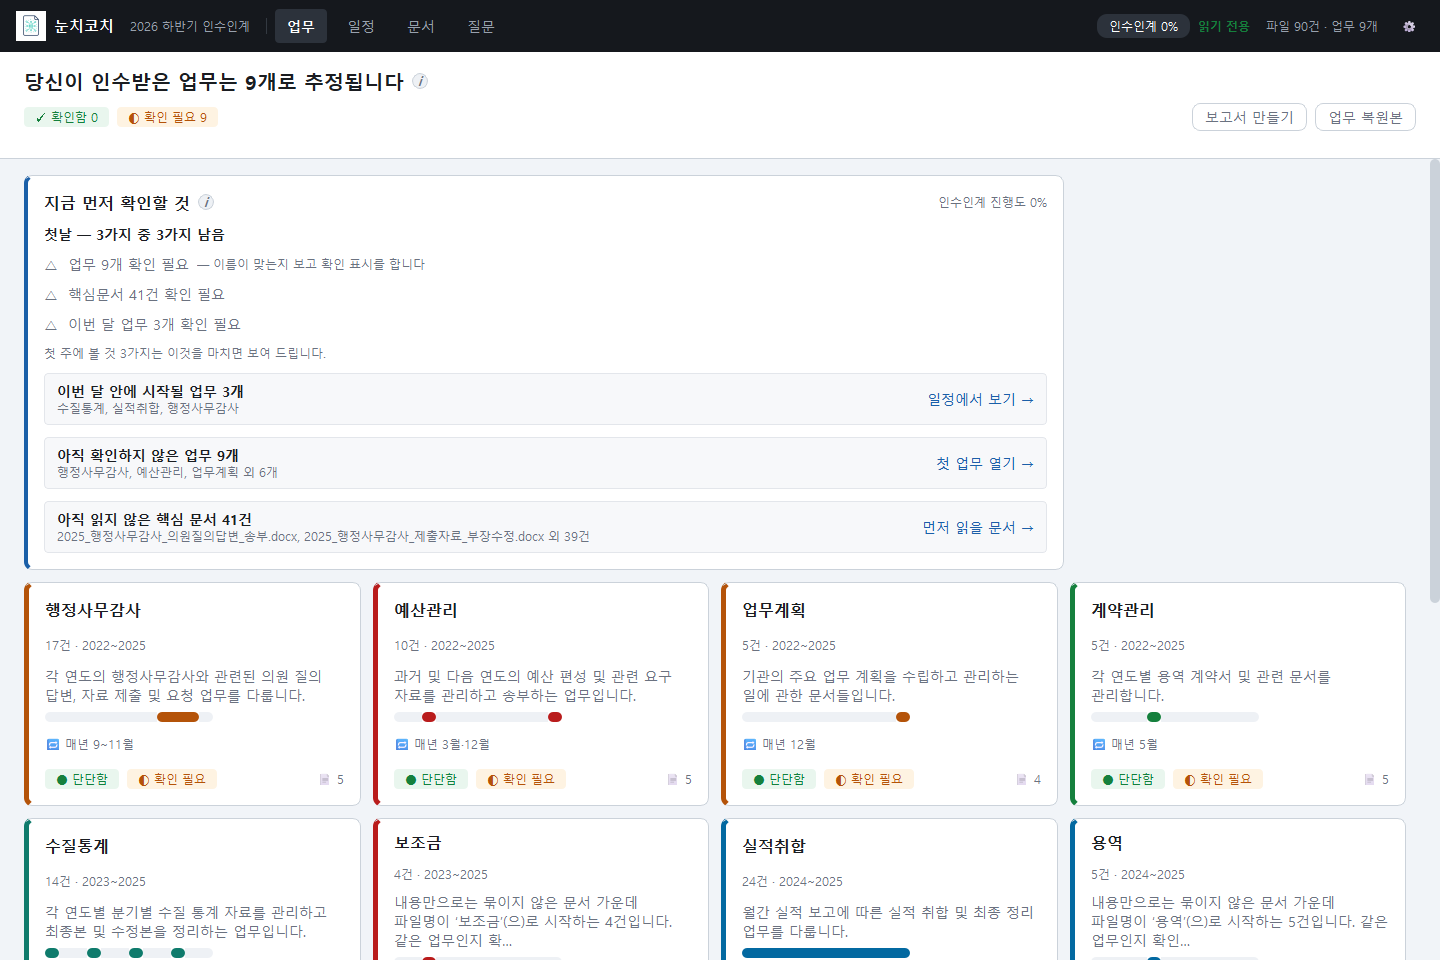 눈치코치 2026 하반기 인수인계 업무 일정 문서 질문 인수인계 0% 읽기 전용 파일 90건 · 업무 9개
당신이 인수받은 업무는 9개로 추정됩니다 i
✓ 확인함 0 ◐ 확인 필요 9 보고서 만들기 업무 복원본
지금 먼저 확인할 것 i 인수인계 진행도 0%
첫날 — 3가지 중 3가지 남음
△ 업무 9개 확인 필요 — 이름이 맞는지 보고 확인 표시를 합니다
△ 핵심문서 41건 확인 필요
△ 이번 달 업무 3개 확인 필요
첫 주에 볼 것 3가지는 이것을 마치면 보여 드립니다.
이번 달 안에 시작될 업무 3개
수질통계, 실적취합, 행정사무감사
일정에서 보기 →
아직 확인하지 않은 업무 9개
행정사무감사, 예산관리, 업무계획 외 6개
첫 업무 열기 →
아직 읽지 않은 핵심 문서 41건
2025_행정사무감사_의원질의답변_송부.docx, 2025_행정사무감사_제출자료_부장수정.docx 외 39건
먼저 읽을 문서 →
행정사무감사
17건 · 2022~2025
각 연도의 행정사무감사와 관련된 의원 질의
답변, 자료 제출 및 요청 업무를 다룹니다.
매년 9~11월
● 단단함 ◐ 확인 필요 5
예산관리
10건 · 2022~2025
과거 및 다음 연도의 예산 편성 및 관련 요구
자료를 관리하고 송부하는 업무입니다.
매년 3월·12월
● 단단함 ◐ 확인 필요 5
업무계획
5건 · 2022~2025
기관의 주요 업무 계획을 수립하고 관리하는
일에 관한 문서들입니다.
매년 12월
● 단단함 ◐ 확인 필요 4
계약관리
5건 · 2022~2025
각 연도별 용역 계약서 및 관련 문서를
관리합니다.
매년 5월
● 단단함 ◐ 확인 필요 5
수질통계
14건 · 2023~2025
각 연도별 분기별 수질 통계 자료를 관리하고
최종본 및 수정본을 정리하는 업무입니다.
보조금
4건 · 2023~2025
내용만으로는 묶이지 않은 문서 가운데
파일명이 ‘보조금’(으)로 시작하는 4건입니다.
같은 업무인지 확...
실적취합
24건 · 2024~2025
월간 실적 보고에 따른 실적 취합 및 최종 정리
업무를 다룹니다.
용역
5건 · 2024~2025
내용만으로는 묶이지 않은 문서 가운데
파일명이 ‘용역’(으)로 시작하는 5건입니다. 같은
업무인지 확인...